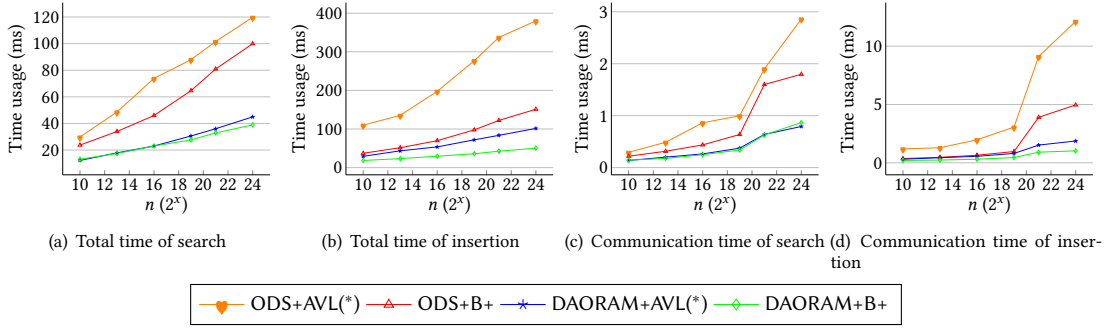 120
100
80
60
40
20
Time usage (ms)
10 12 14 16 18 20 22 24
n (2^x)
(a) Total time of search
400
300
200
100
0
Time usage (ms)
10 12 14 16 18 20 22 24
n (2^x)
(b) Total time of insertion
3
2
1
0
Time usage (ms)
10 12 14 16 18 20 22 24
n (2^x)
(c) Communication time of search
10
5
0
Time usage (ms)
10 12 14 16 18 20 22 24
n (2^x)
(d) Communication time of inser-
tion
ODS+AVL(*) ODS+B+ DAORAM+AVL(*) DAORAM+B+